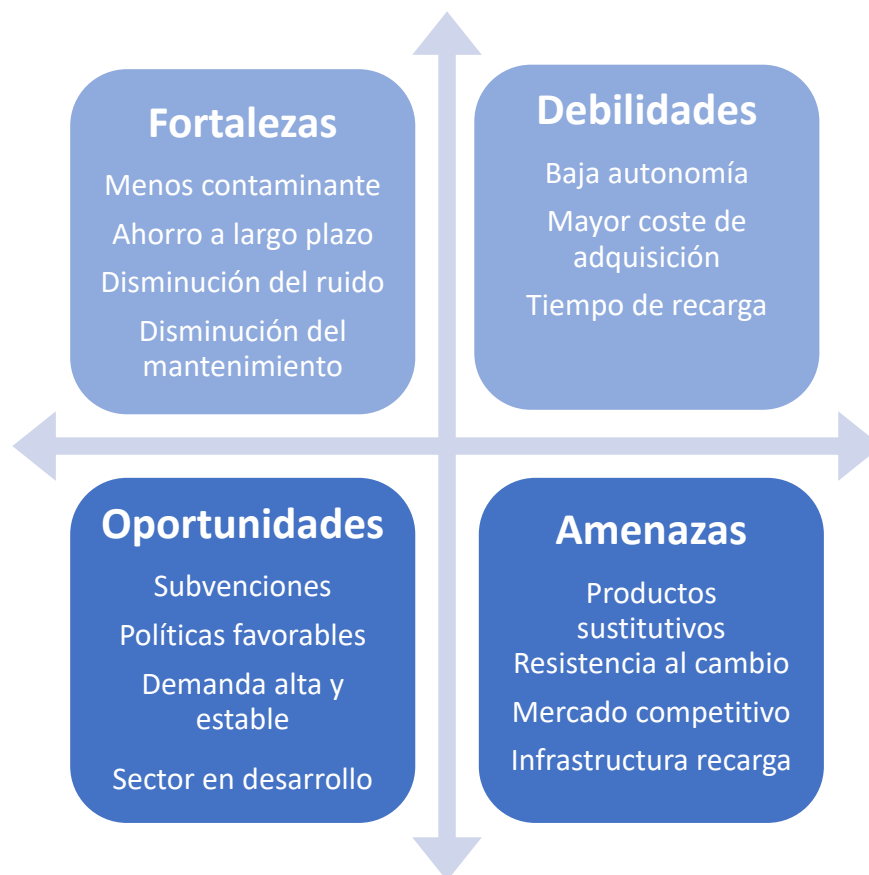 Fortalezas
Menos contaminante
Ahorro a largo plazo
Disminución del ruido
Disminución del
mantenimiento
Debilidades
Baja autonomía
Mayor coste de
adquisición
Tiempo de recarga
Oportunidades
Subvenciones
Políticas favorables
Demanda alta y
estable
Sector en desarrollo
Amenazas
Productos
sustitutivos
Resistencia al cambio
Mercado competitivo
Infrastructura recarga